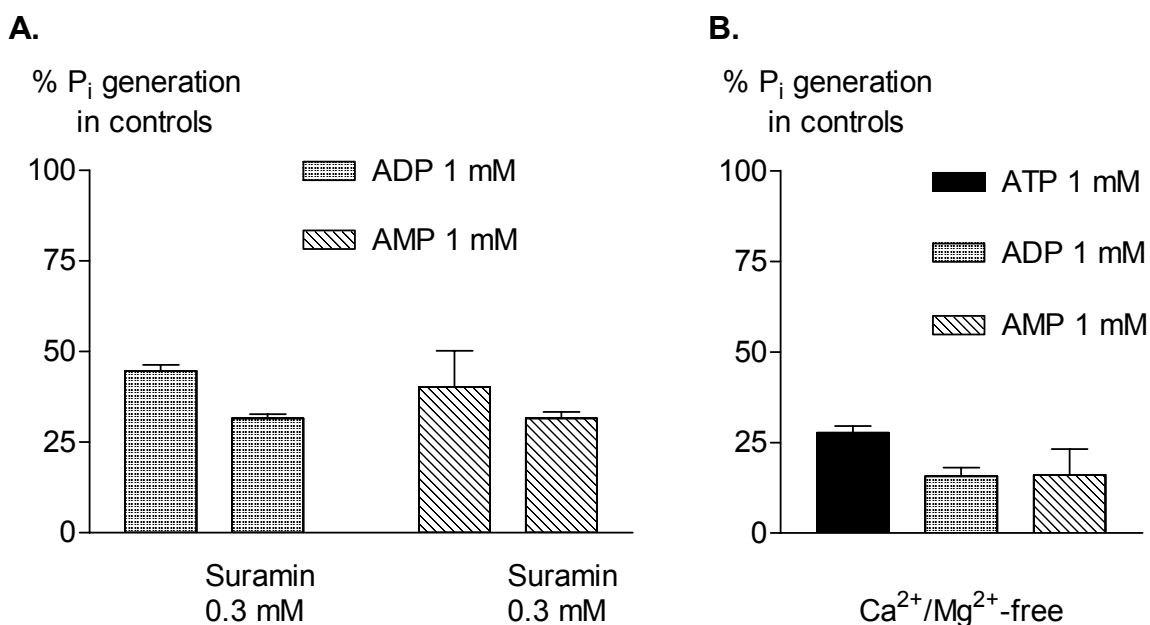 A.
% Pi generation
in controls
100
75
50
25
0
ADP 1 mM
AMP 1 mM
Suramin
0.3 mM
Suramin
0.3 mM
B.
% Pi generation
in controls
100
75
50
25
0
ATP 1 mM
ADP 1 mM
AMP 1 mM
Ca²⁺/Mg²⁺-free